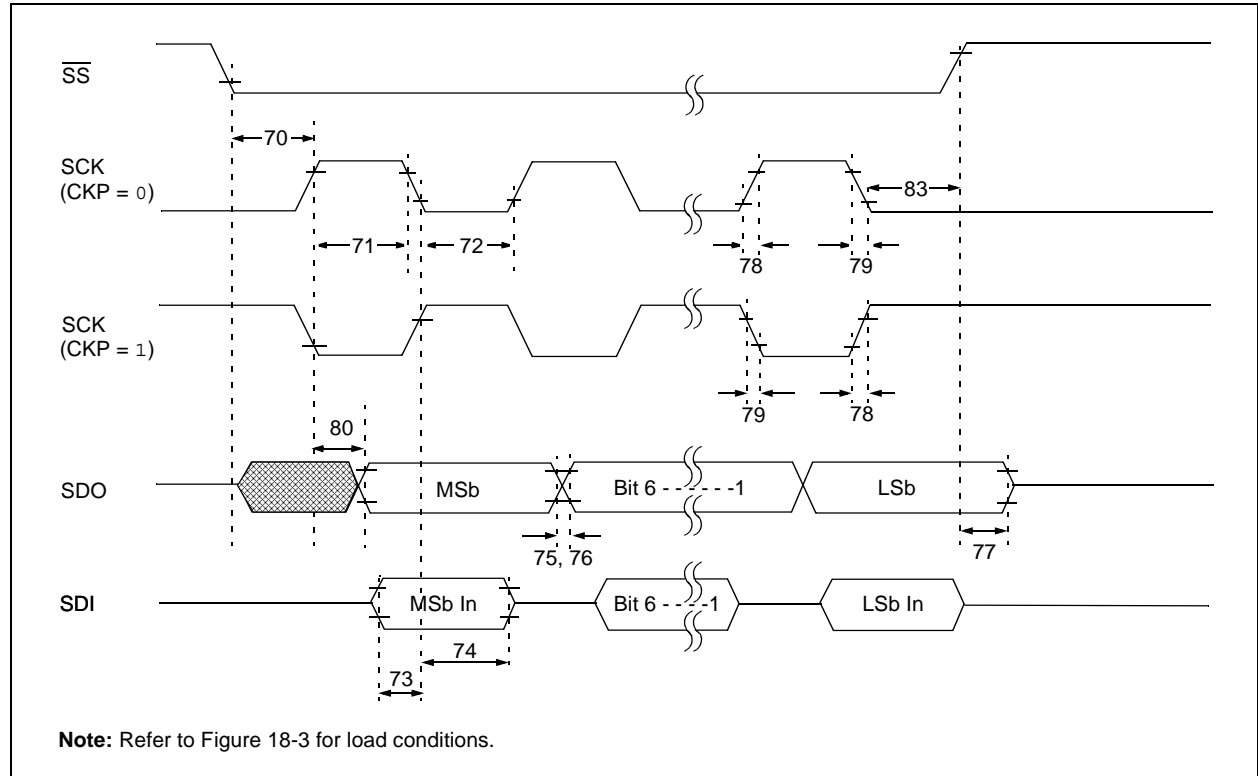 SS
70
SCK
(CKP = 0)
83
71
72
78
79
SCK
(CKP = 1)
79
78
80
SDO
MSb
Bit 6 - - - - - - -1
LSb
75, 76
77
SDI
MSb In
Bit 6 - - - - -1
LSb In
74
73
Note: Refer to Figure 18-3 for load conditions.